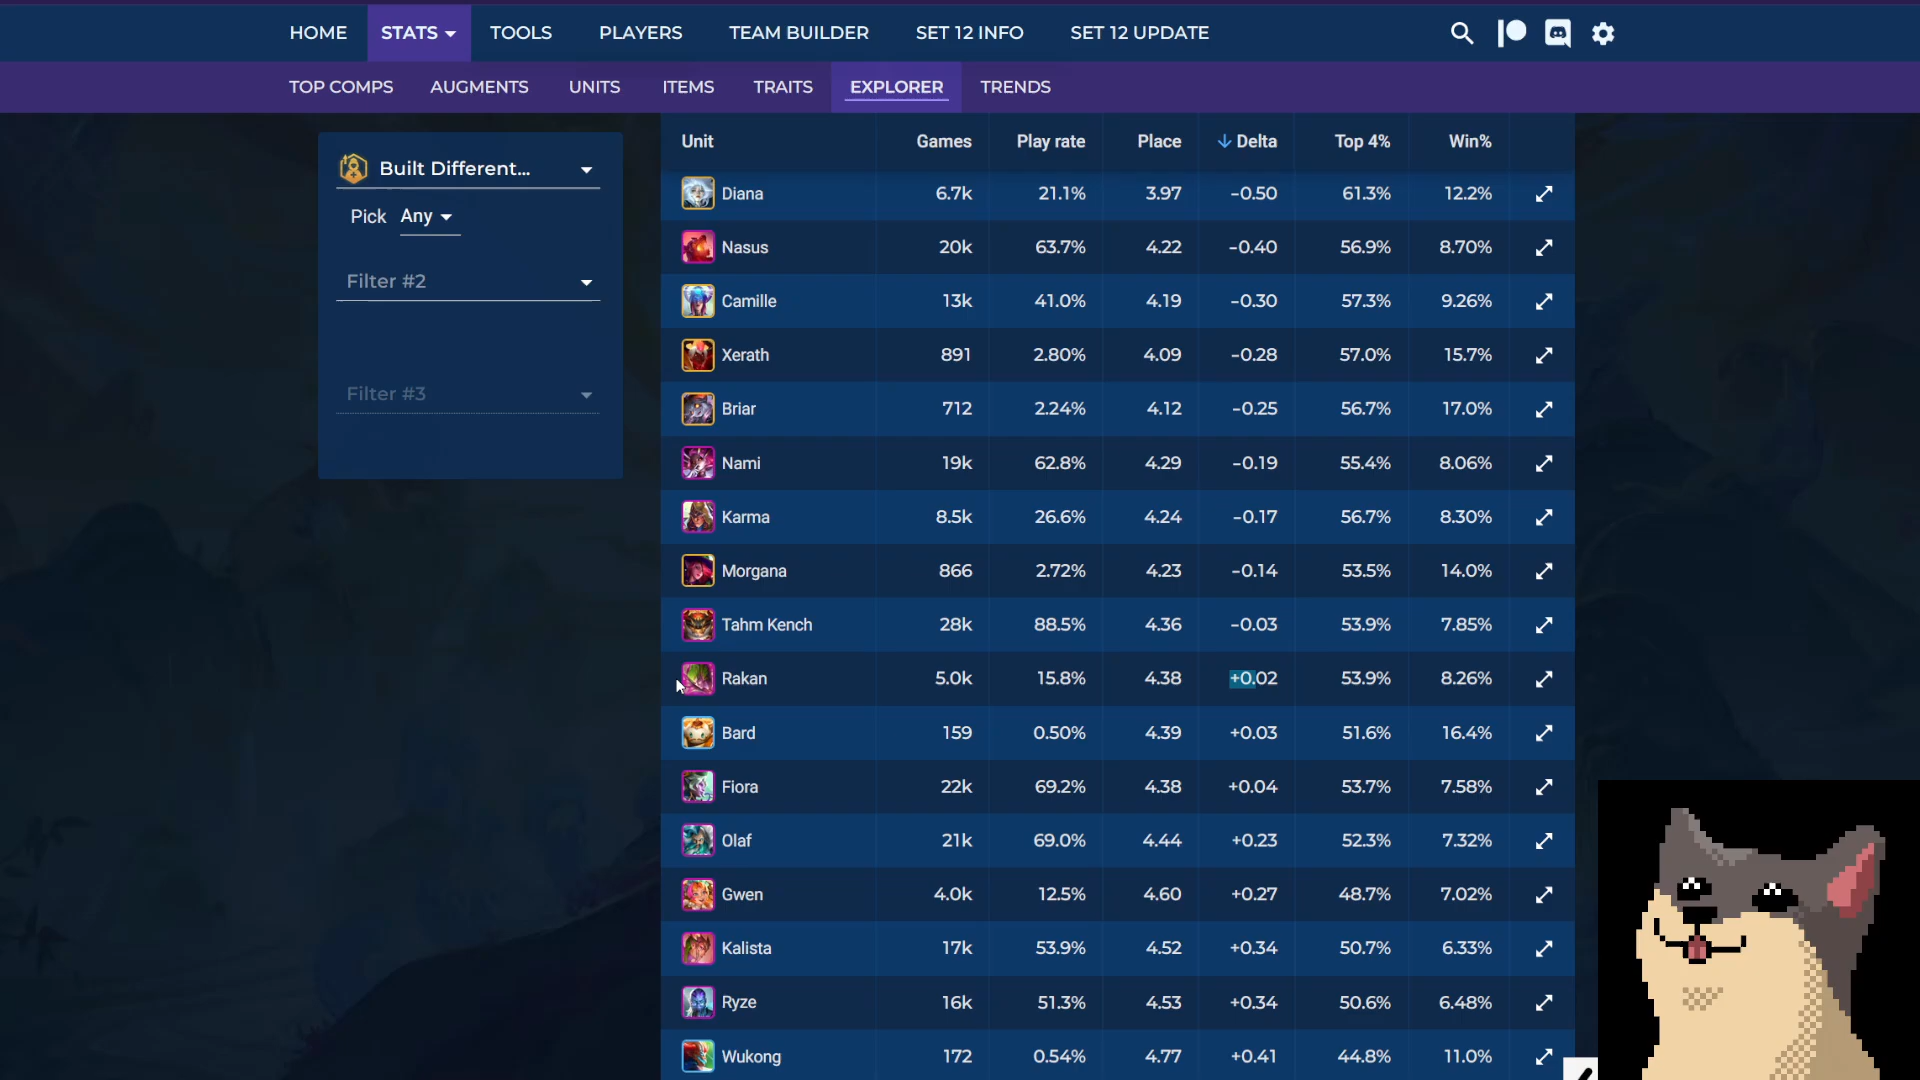 HOME STATS TOOLS PLAYERS TEAM BUILDER SET 12 INFO SET 12 UPDATE
TOP COMPS AUGMENTS UNITS ITEMS TRAITS EXPLORER TRENDS
Built Different...
Pick Any
Filter #2
Filter #3
Unit Games Play rate Place Delta Top 4% Win%
Diana 6.7k 21.1% 3.97 -0.50 61.3% 12.2%
Nasus 20k 63.7% 4.22 -0.40 56.9% 8.70%
Camille 13k 41.0% 4.19 -0.30 57.3% 9.26%
Xerath 891 2.80% 4.09 -0.28 57.0% 15.7%
Briar 712 2.24% 4.12 -0.25 56.7% 17.0%
Nami 19k 62.8% 4.29 -0.19 55.4% 8.06%
Karma 8.5k 26.6% 4.24 -0.17 56.7% 8.30%
Morgana 866 2.72% 4.23 -0.14 53.5% 14.0%
Tahm Kench 28k 88.5% 4.36 -0.03 53.9% 7.85%
Rakan 5.0k 15.8% 4.38 +0.02 53.9% 8.26%
Bard 159 0.50% 4.39 +0.03 51.6% 16.4%
Fiora 22k 69.2% 4.38 +0.04 53.7% 7.58%
Olaf 21k 69.0% 4.44 +0.23 52.3% 7.32%
Gwen 4.0k 12.5% 4.60 +0.27 48.7% 7.02%
Kalista 17k 53.9% 4.52 +0.34 50.7% 6.33%
Ryze 16k 51.3% 4.53 +0.34 50.6% 6.48%
Wukong 172 0.54% 4.77 +0.41 44.8% 11.0%